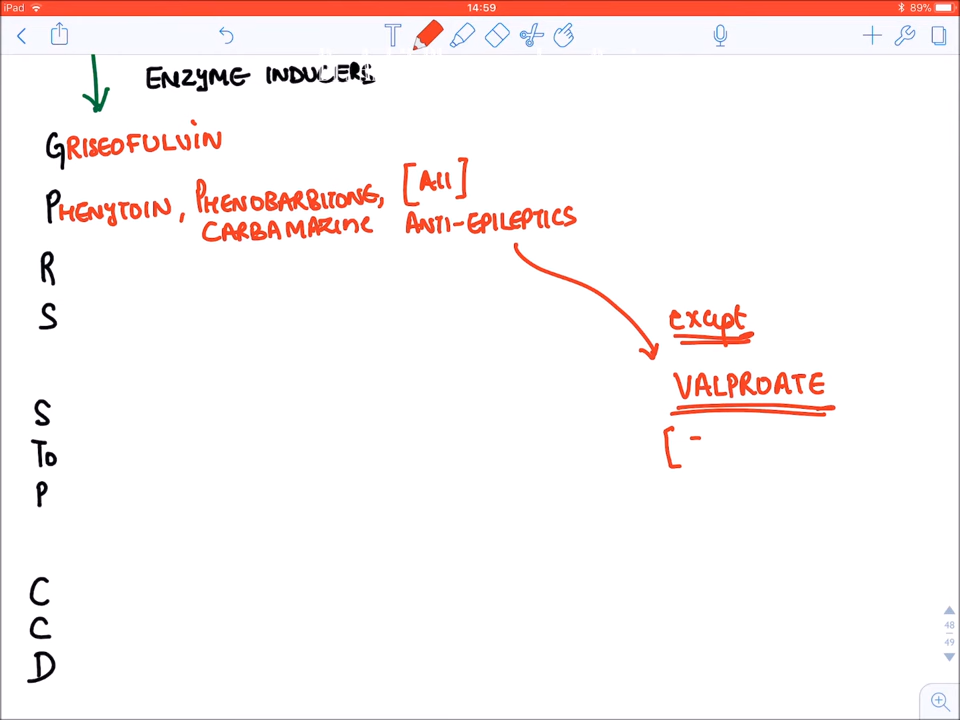 iPad 14:59 89%
T
ENZYME INDUCERS
GRISEOFULVIN
PHENYTOIN, PHENOBARBITONE, [All]
CARBAMAZINE ANTI-EPILEPTICS
R
S
except
VALPROATE
[
S
To
P
C
C
D
48
49